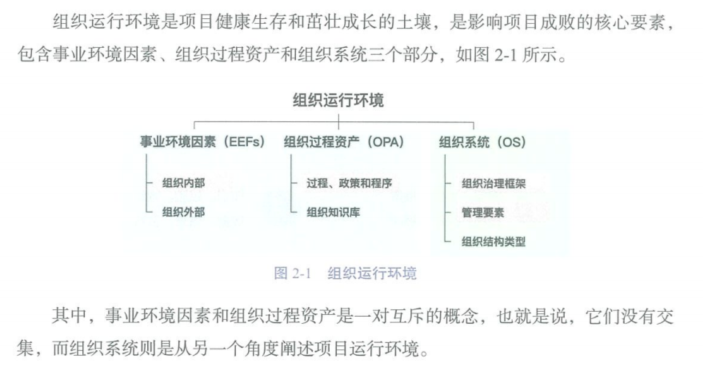 组织运行环境是项目健康生存和茁壮成长的土壤，是影响项目成败的核心要素，
包含事业环境因素、组织过程资产和组织系统三个部分，如图 2-1 所示。
组织运行环境
事业环境因素（EEFs） 组织过程资产（OPA） 组织系统（OS）
组织内部 过程、政策和程序 组织治理框架
组织外部 组织知识库 管理要素
组织结构类型
图 2-1 组织运行环境
其中，事业环境因素和组织过程资产是一对互斥的概念，也就是说，它们没有交
集，而组织系统则是从另一个角度阐述项目运行环境。